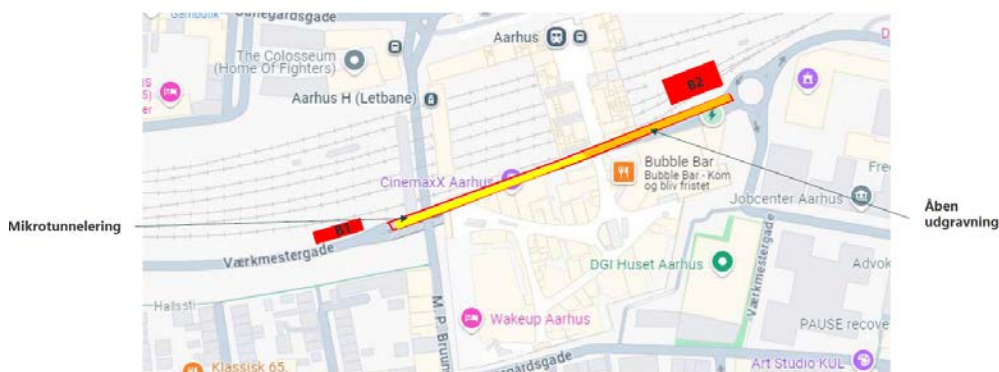 Gambutik
The Colosseum
(Home Of Fighters)
Aarhus
Aarhus H (Letbane)
B2
CinemaxX Aarhus
Bubble Bar
Bubble Bar - Kom
og bliv fristet
Jobcenter Aarhus
Mikrotunnelering
B1
Åben
udgravning
Værkmestergade
DGI Huset Aarhus
Værkmestergade
Advok
M. P. Bruun
Wakeup Aarhus
PAUSE recove
Klassisk 65,
Art Studio KUL